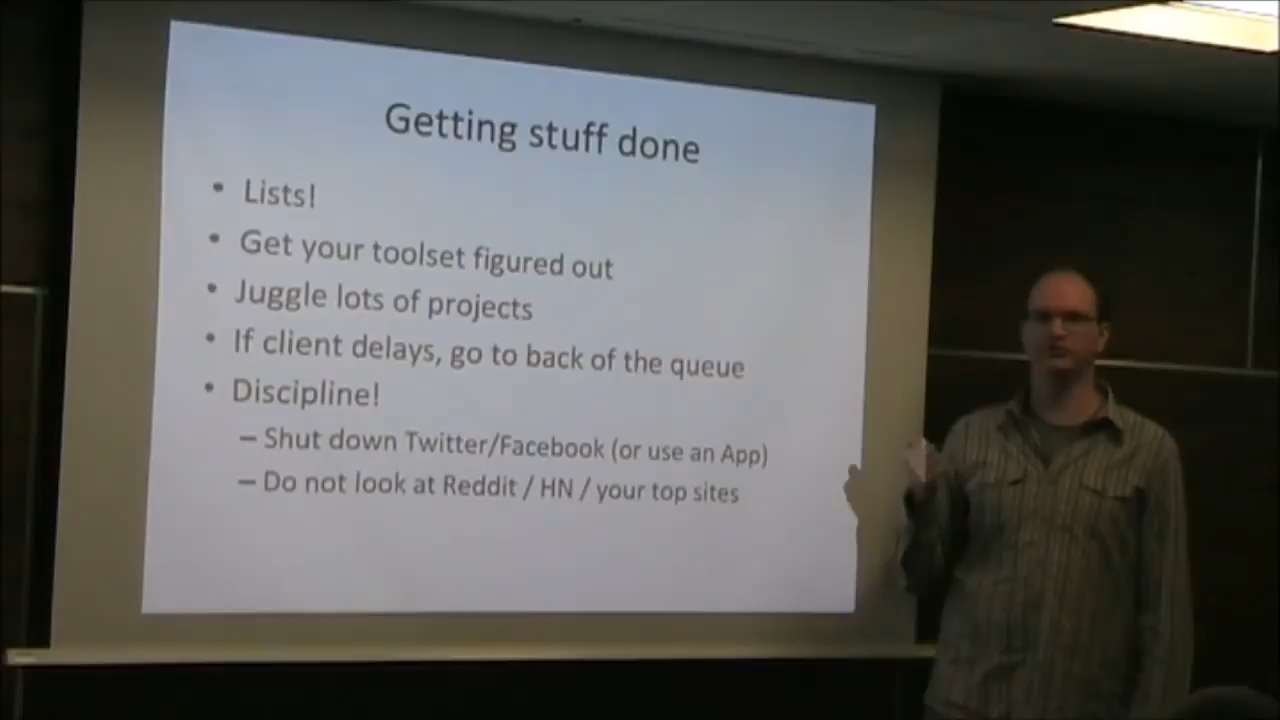 Getting stuff done
• Lists!
• Get your toolset figured out
• Juggle lots of projects
• If client delays, go to back of the queue
• Discipline!
– Shut down Twitter/Facebook (or use an App)
– Do not look at Reddit / HN / your top sites